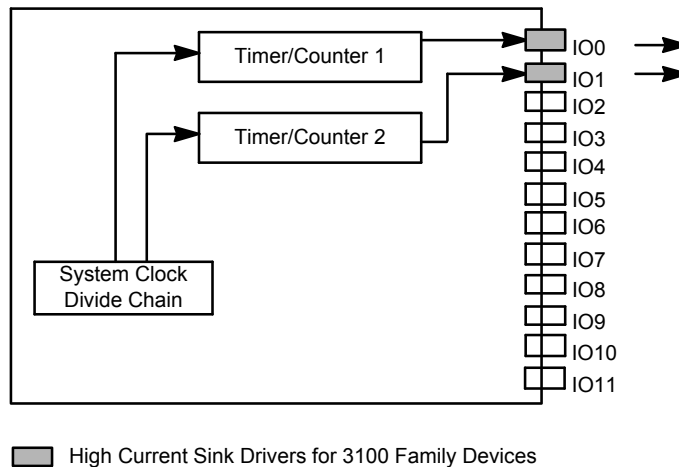 Timer/Counter 1
Timer/Counter 2
System Clock
Divide Chain
IO0
IO1
IO2
IO3
IO4
IO5
IO6
IO7
IO8
IO9
IO10
IO11
High Current Sink Drivers for 3100 Family Devices